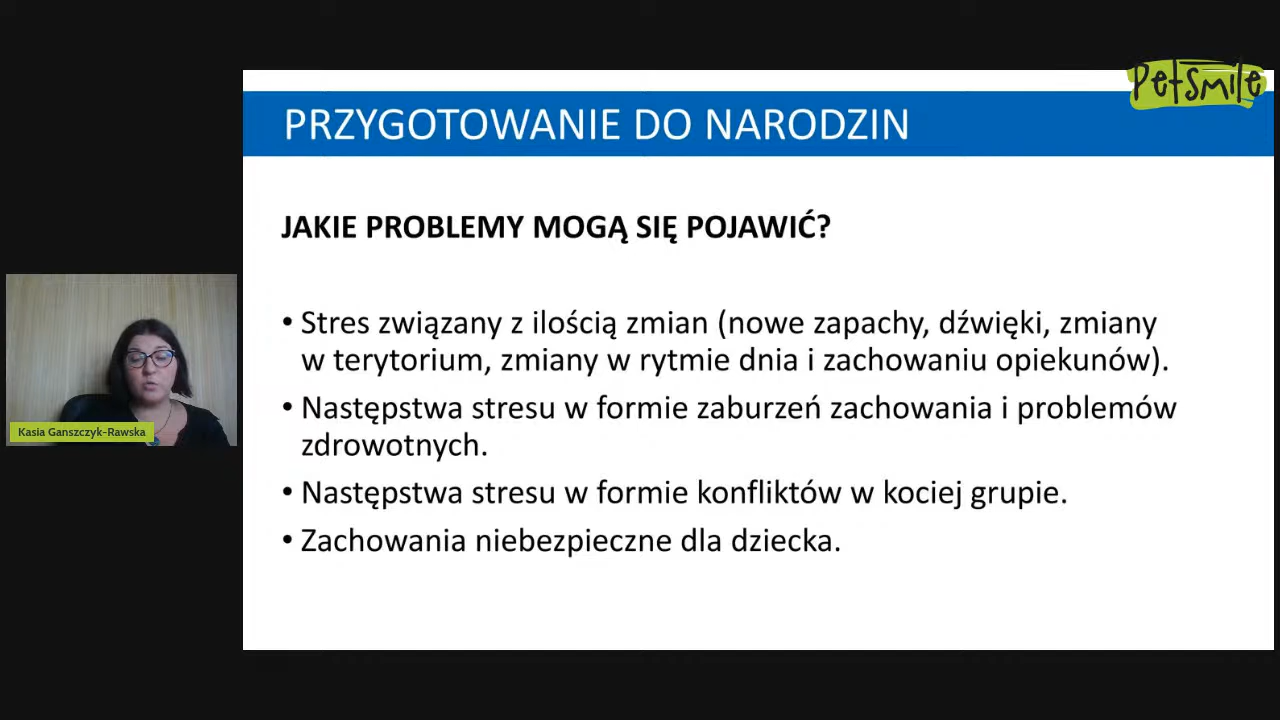 PetSmile
PRZYGOTOWANIE DO NARODZIN
JAKIE PROBLEMY MOGĄ SIĘ POJAWIĆ?
• Stres związany z ilością zmian (nowe zapachy, dźwięki, zmiany
w terytorium, zmiany w rytmie dnia i zachowaniu opiekunów).
• Następstwa stresu w formie zaburzeń zachowania i problemów
zdrowotnych.
• Następstwa stresu w formie konfliktów w kociej grupie.
• Zachowania niebezpieczne dla dziecka.
Kasia Ganszczyk-Rawska